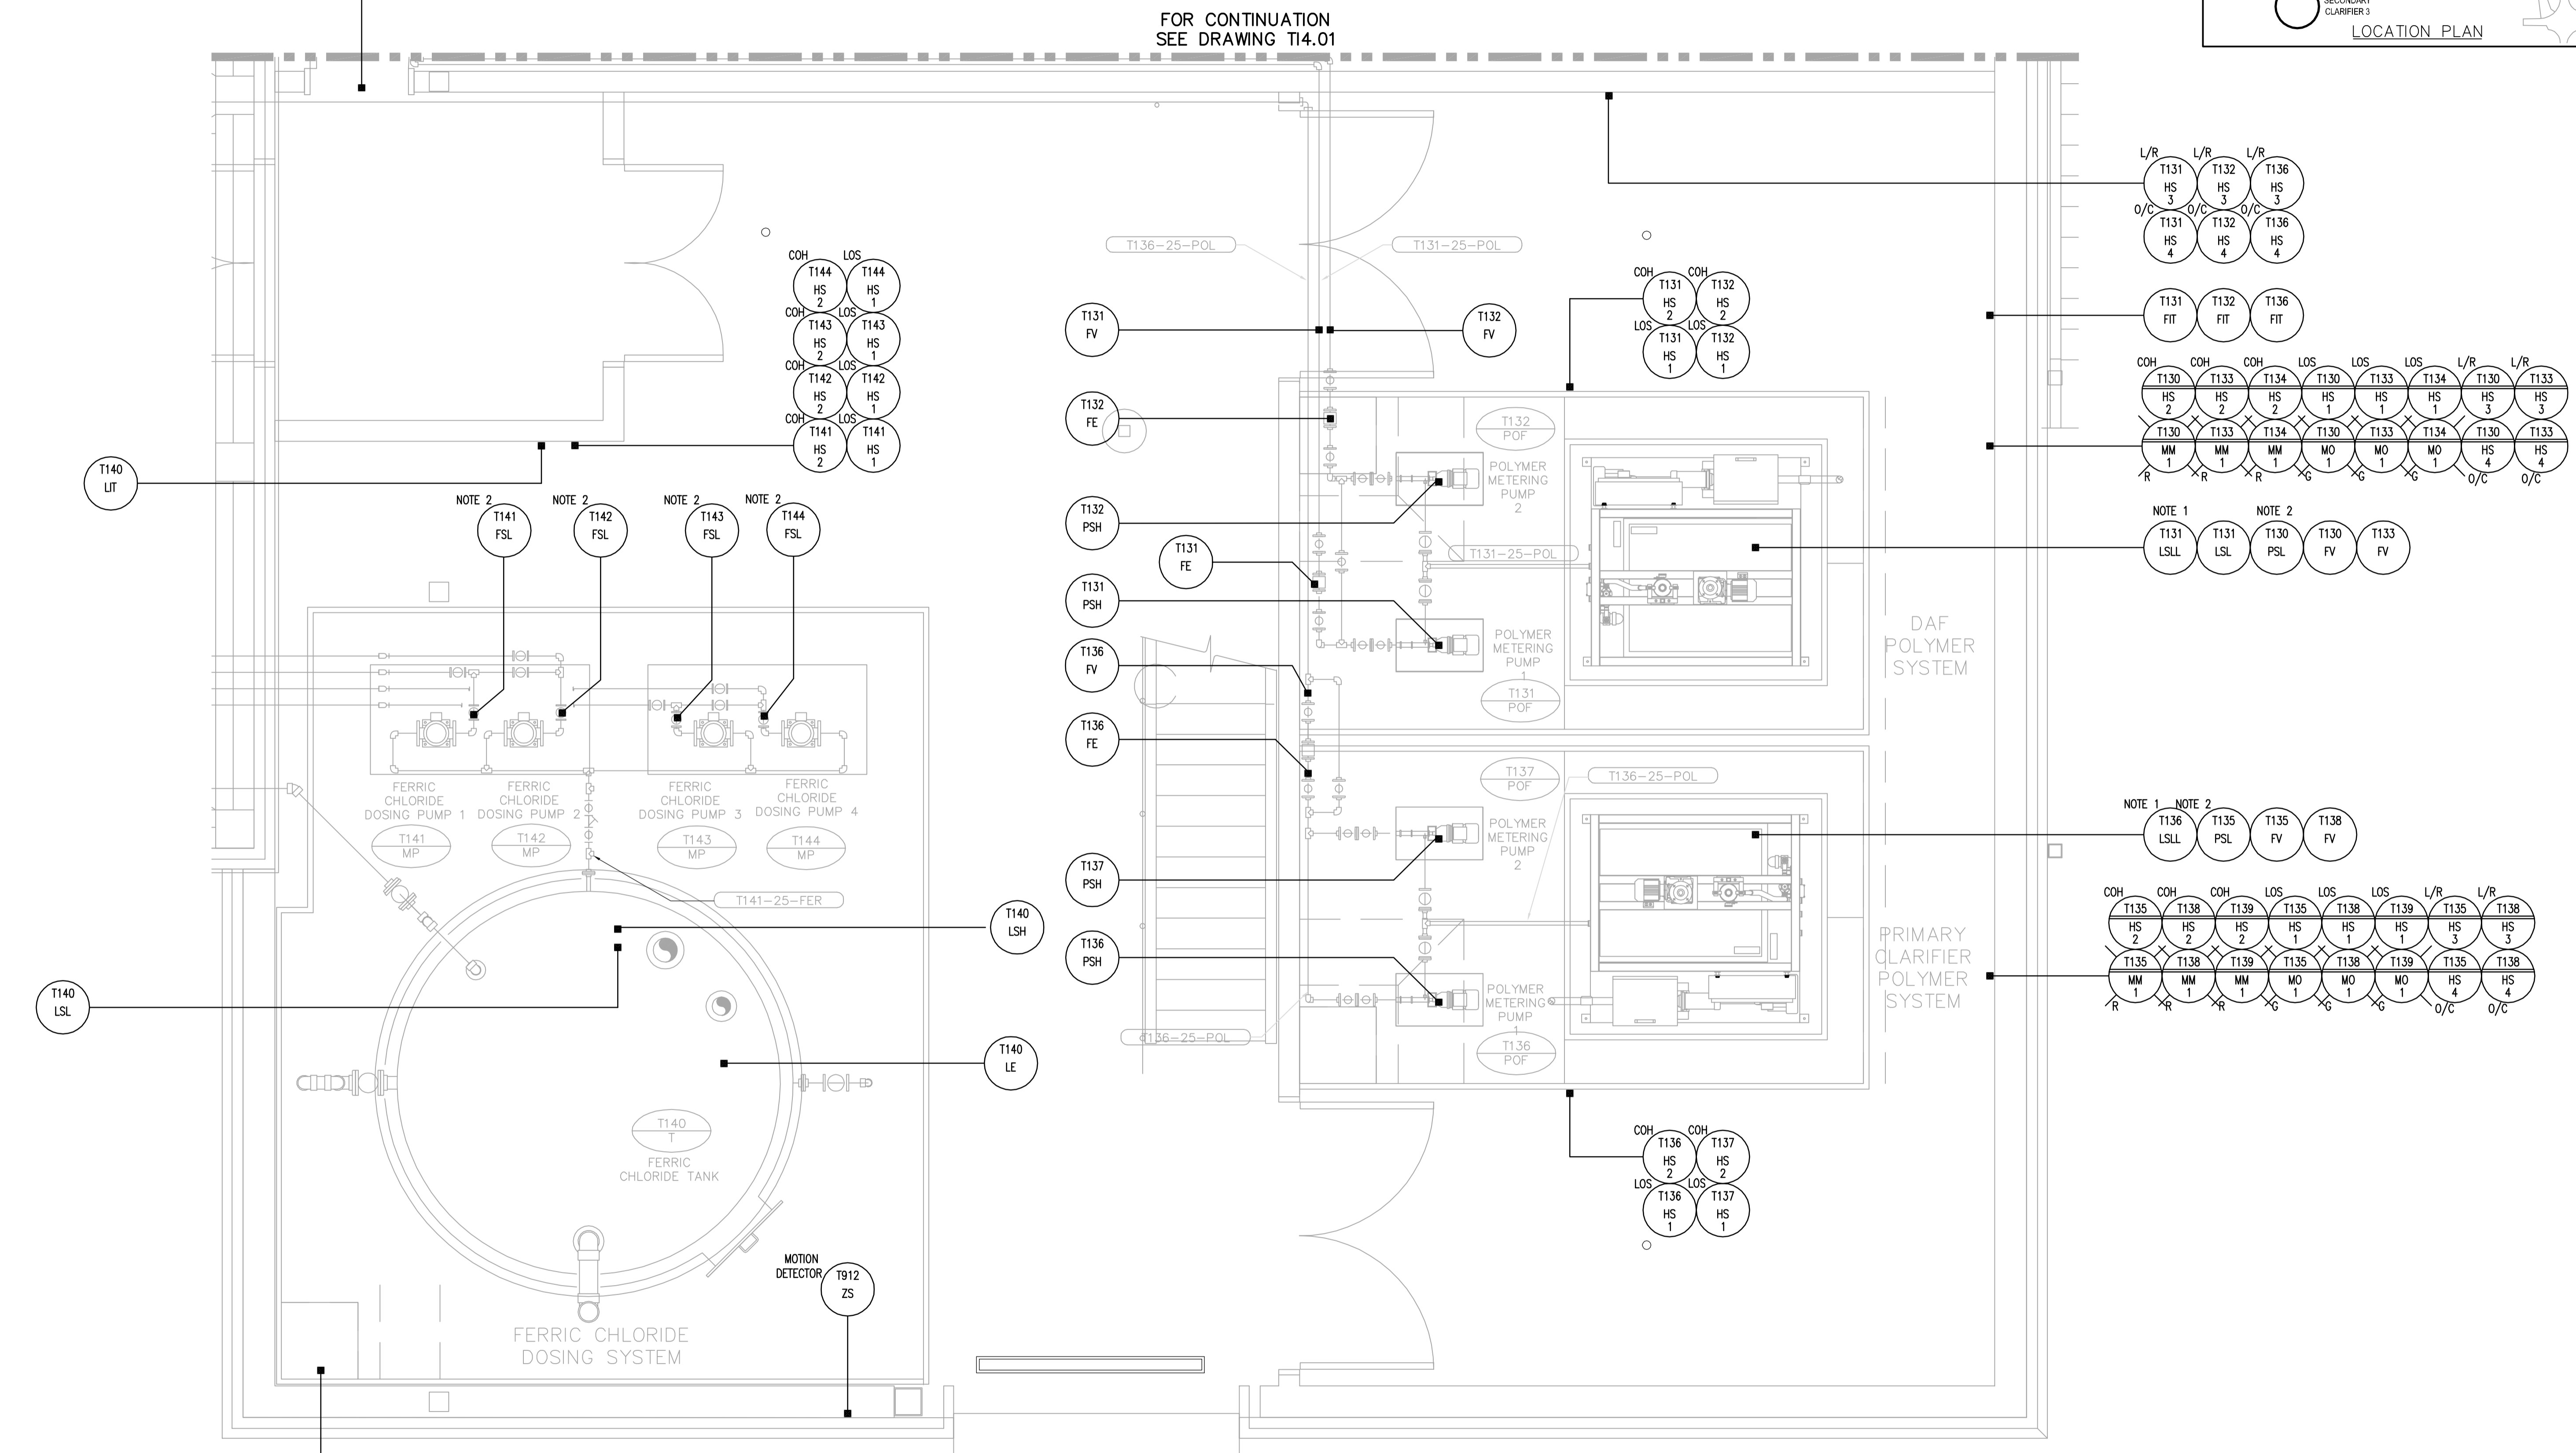 FOR CONTINUATION
SEE DRAWING TI4.01
SECONDARY
CLARIFIER 3
LOCATION PLAN
L/R L/R L/R
T131 HS 3
T132 HS 3
T136 HS 3
O/C O/C O/C
T131 HS 4
T132 HS 4
T136 HS 4
T136-25-POL
T131-25-POL
COH LOS
T144 HS 2
T144 HS 1
COH LOS
T143 HS 2
T143 HS 1
COH LOS
T142 HS 2
T142 HS 1
COH LOS
T141 HS 2
T141 HS 1
T131 FV
T132 FV
COH COH
T131 HS 2
T132 HS 2
LOS LOS
T131 HS 1
T132 HS 1
T131 FIT
T132 FIT
T136 FIT
COH COH COH LOS LOS LOS L/R L/R
T130 HS 2
T133 HS 2
T134 HS 2
T130 HS 1
T133 HS 1
T134 HS 1
T130 HS 3
T133 HS 3
T130 MM 1
T133 MM 1
T134 MM 1
T130 MO 1
T133 MO 1
T134 MO 1
T130 HS 4
T133 HS 4
R R R G G G O/C O/C
T132 FE
T132 POF
POLYMER
METERING
PUMP
2
T140 LIT
NOTE 2 NOTE 2 NOTE 2 NOTE 2
T141 FSL
T142 FSL
T143 FSL
T144 FSL
T132 PSH
T131 FE
T131-25-POL
NOTE 1 NOTE 2
T131 LSLL
T131 LSL
T130 PSL
T130 FV
T133 FV
T131 PSH
POLYMER
METERING
PUMP
1
T131 POF
DAF
POLYMER
SYSTEM
T136 FV
T136 FE
T137 POF
T136-25-POL
FERRIC
CHLORIDE
DOSING PUMP 1
FERRIC
CHLORIDE
DOSING PUMP 2
FERRIC
CHLORIDE
DOSING PUMP 3
FERRIC
CHLORIDE
DOSING PUMP 4
T141 MP
T142 MP
T143 MP
T144 MP
POLYMER
METERING
PUMP
2
NOTE 1 NOTE 2
T136 LSLL
T135 PSL
T135 FV
T138 FV
T137 PSH
T141-25-FER
T140 LSH
COH COH COH LOS LOS LOS L/R L/R
T135 HS 2
T138 HS 2
T139 HS 2
T135 HS 1
T138 HS 1
T139 HS 1
T135 HS 3
T138 HS 3
T135 MM 1
T138 MM 1
T139 MM 1
T135 MO 1
T138 MO 1
T139 MO 1
T135 HS 4
T138 HS 4
R R R G G G O/C O/C
PRIMARY
CLARIFIER
POLYMER
SYSTEM
T136 PSH
POLYMER
METERING
PUMP
1
T136-25-POL
T136 POF
T140 LSL
T140 LE
T140 T
FERRIC
CHLORIDE TANK
COH COH
T136 HS 2
T137 HS 2
LOS LOS
T136 HS 1
T137 HS 1
MOTION
DETECTOR
T912 ZS
FERRIC CHLORIDE
DOSING SYSTEM